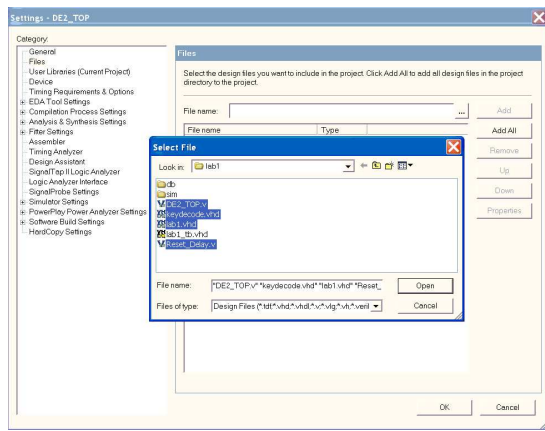 Settings - DE2_TOP
Category:
General
Files
User Libraries (Current Project)
Device
Timing Requirements & Options
EDA Tool Settings
Compilation Process Settings
Analysis & Synthesis Settings
Fitter Settings
Assembler
Timing Analyzer
Design Assistant
SignalTap II Logic Analyzer
Logic Analyzer Interface
SignalProbe Settings
Simulator Settings
PowerPlay Power Analyzer Settings
Software Build Settings
HardCopy Settings
Files
Select the design files you want to include in the project. Click Add All to add all design files in the project
directory to the project.
File name:
...
Add
File name Type
Add All
Remove
Up
Down
Properties
Select File
Look in: lab1
db
sim
DE2_TOP.v
keydecode.vhd
lab1.vhd
lab1_tb.vhd
Reset_Delay.v
File name: "DE2_TOP.v" "keydecode.vhd" "lab1.vhd" "Reset_
Open
Files of type: Design Files (*.tdf;*.vhd;*.vhdl;*.v;*.vlg;*.vh;*.veril
Cancel
OK
Cancel